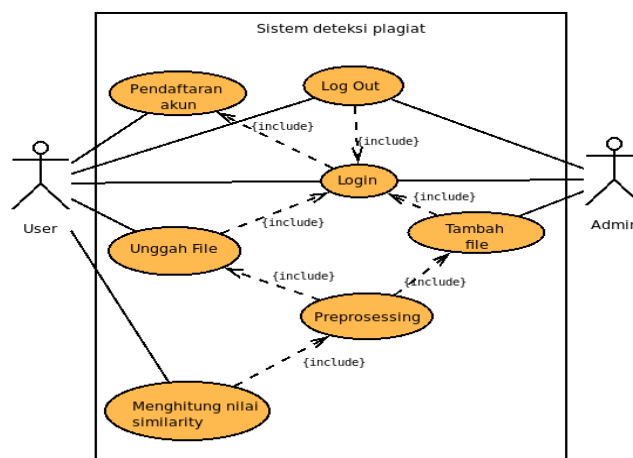 Sistem deteksi plagiat
Pendaftaran
akun
Log Out
{include}
{include}
Login
User
Admin
{include}
{include}
Unggah File
Tambah
file
{include}
{include}
Preprosessing
{include}
Menghitung nilai
similarity